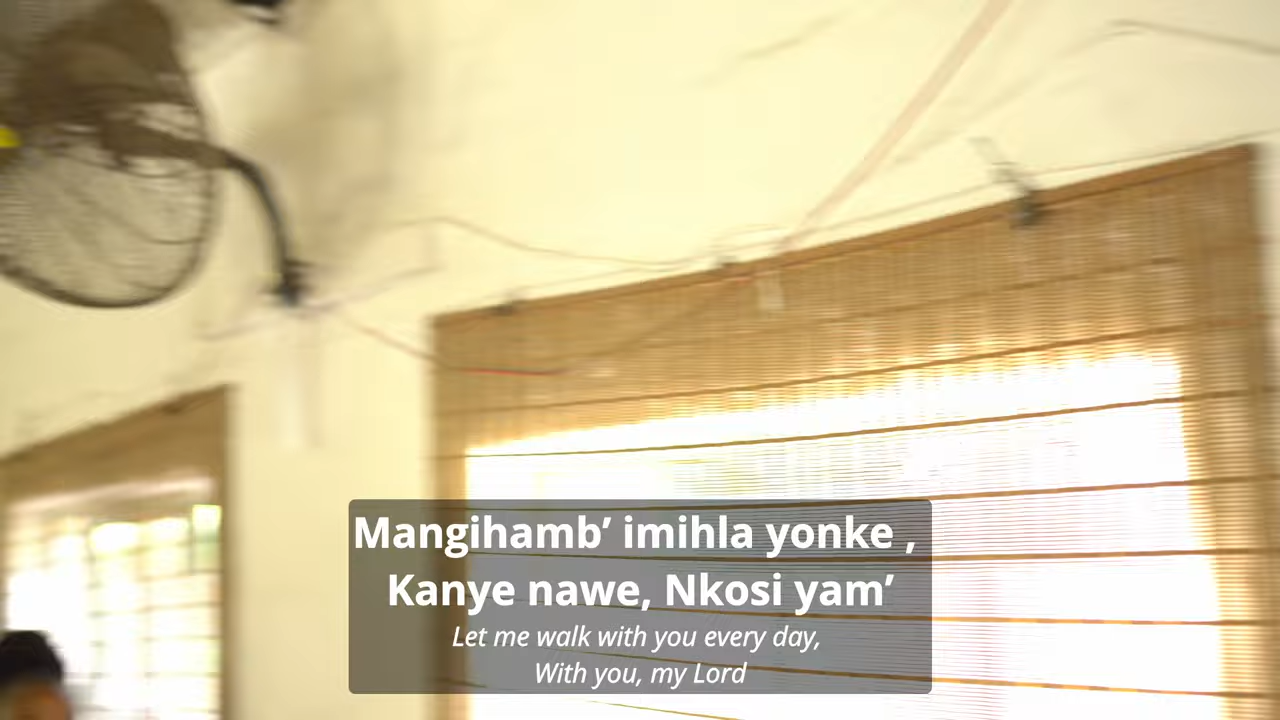 Mangihamb’ imihla yonke ,
Kanye nawe, Nkosi yam’
Let me walk with you every day,
With you, my Lord